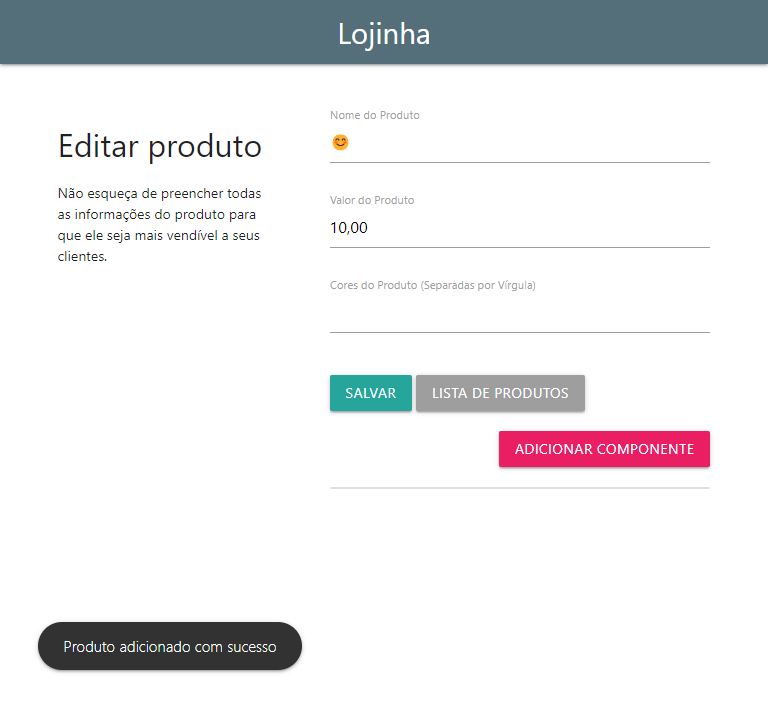 Lojinha
Editar produto
Não esqueça de preencher todas
as informações do produto para
que ele seja mais vendível a seus
clientes.
Nome do Produto
😊
Valor do Produto
10,00
Cores do Produto (Separadas por Vírgula)
SALVAR
LISTA DE PRODUTOS
ADICIONAR COMPONENTE
Produto adicionado com sucesso